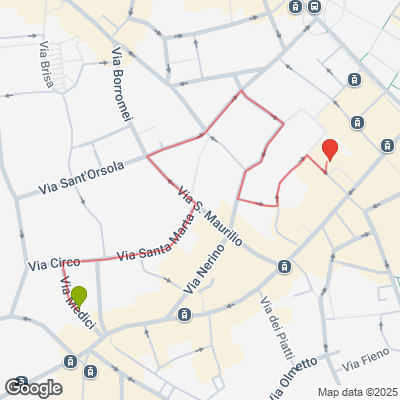 Via Brisa
Via Borromei
Via Sant'Orsola
Via S. Maurilio
Via Santa Marta
Via Circo
Via Nerino
Via Medici
Via dei Piatti
Via Olmetto
Via Fieno
Google
Map data ©2025